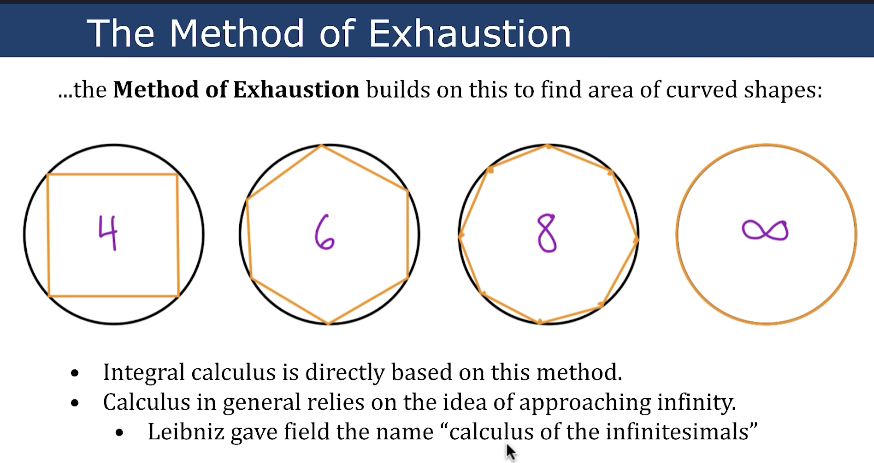 The Method of Exhaustion
...the Method of Exhaustion builds on this to find area of curved shapes:
4 6 8 ∞
• Integral calculus is directly based on this method.
• Calculus in general relies on the idea of approaching infinity.
• Leibniz gave field the name “calculus of the infinitesimals”